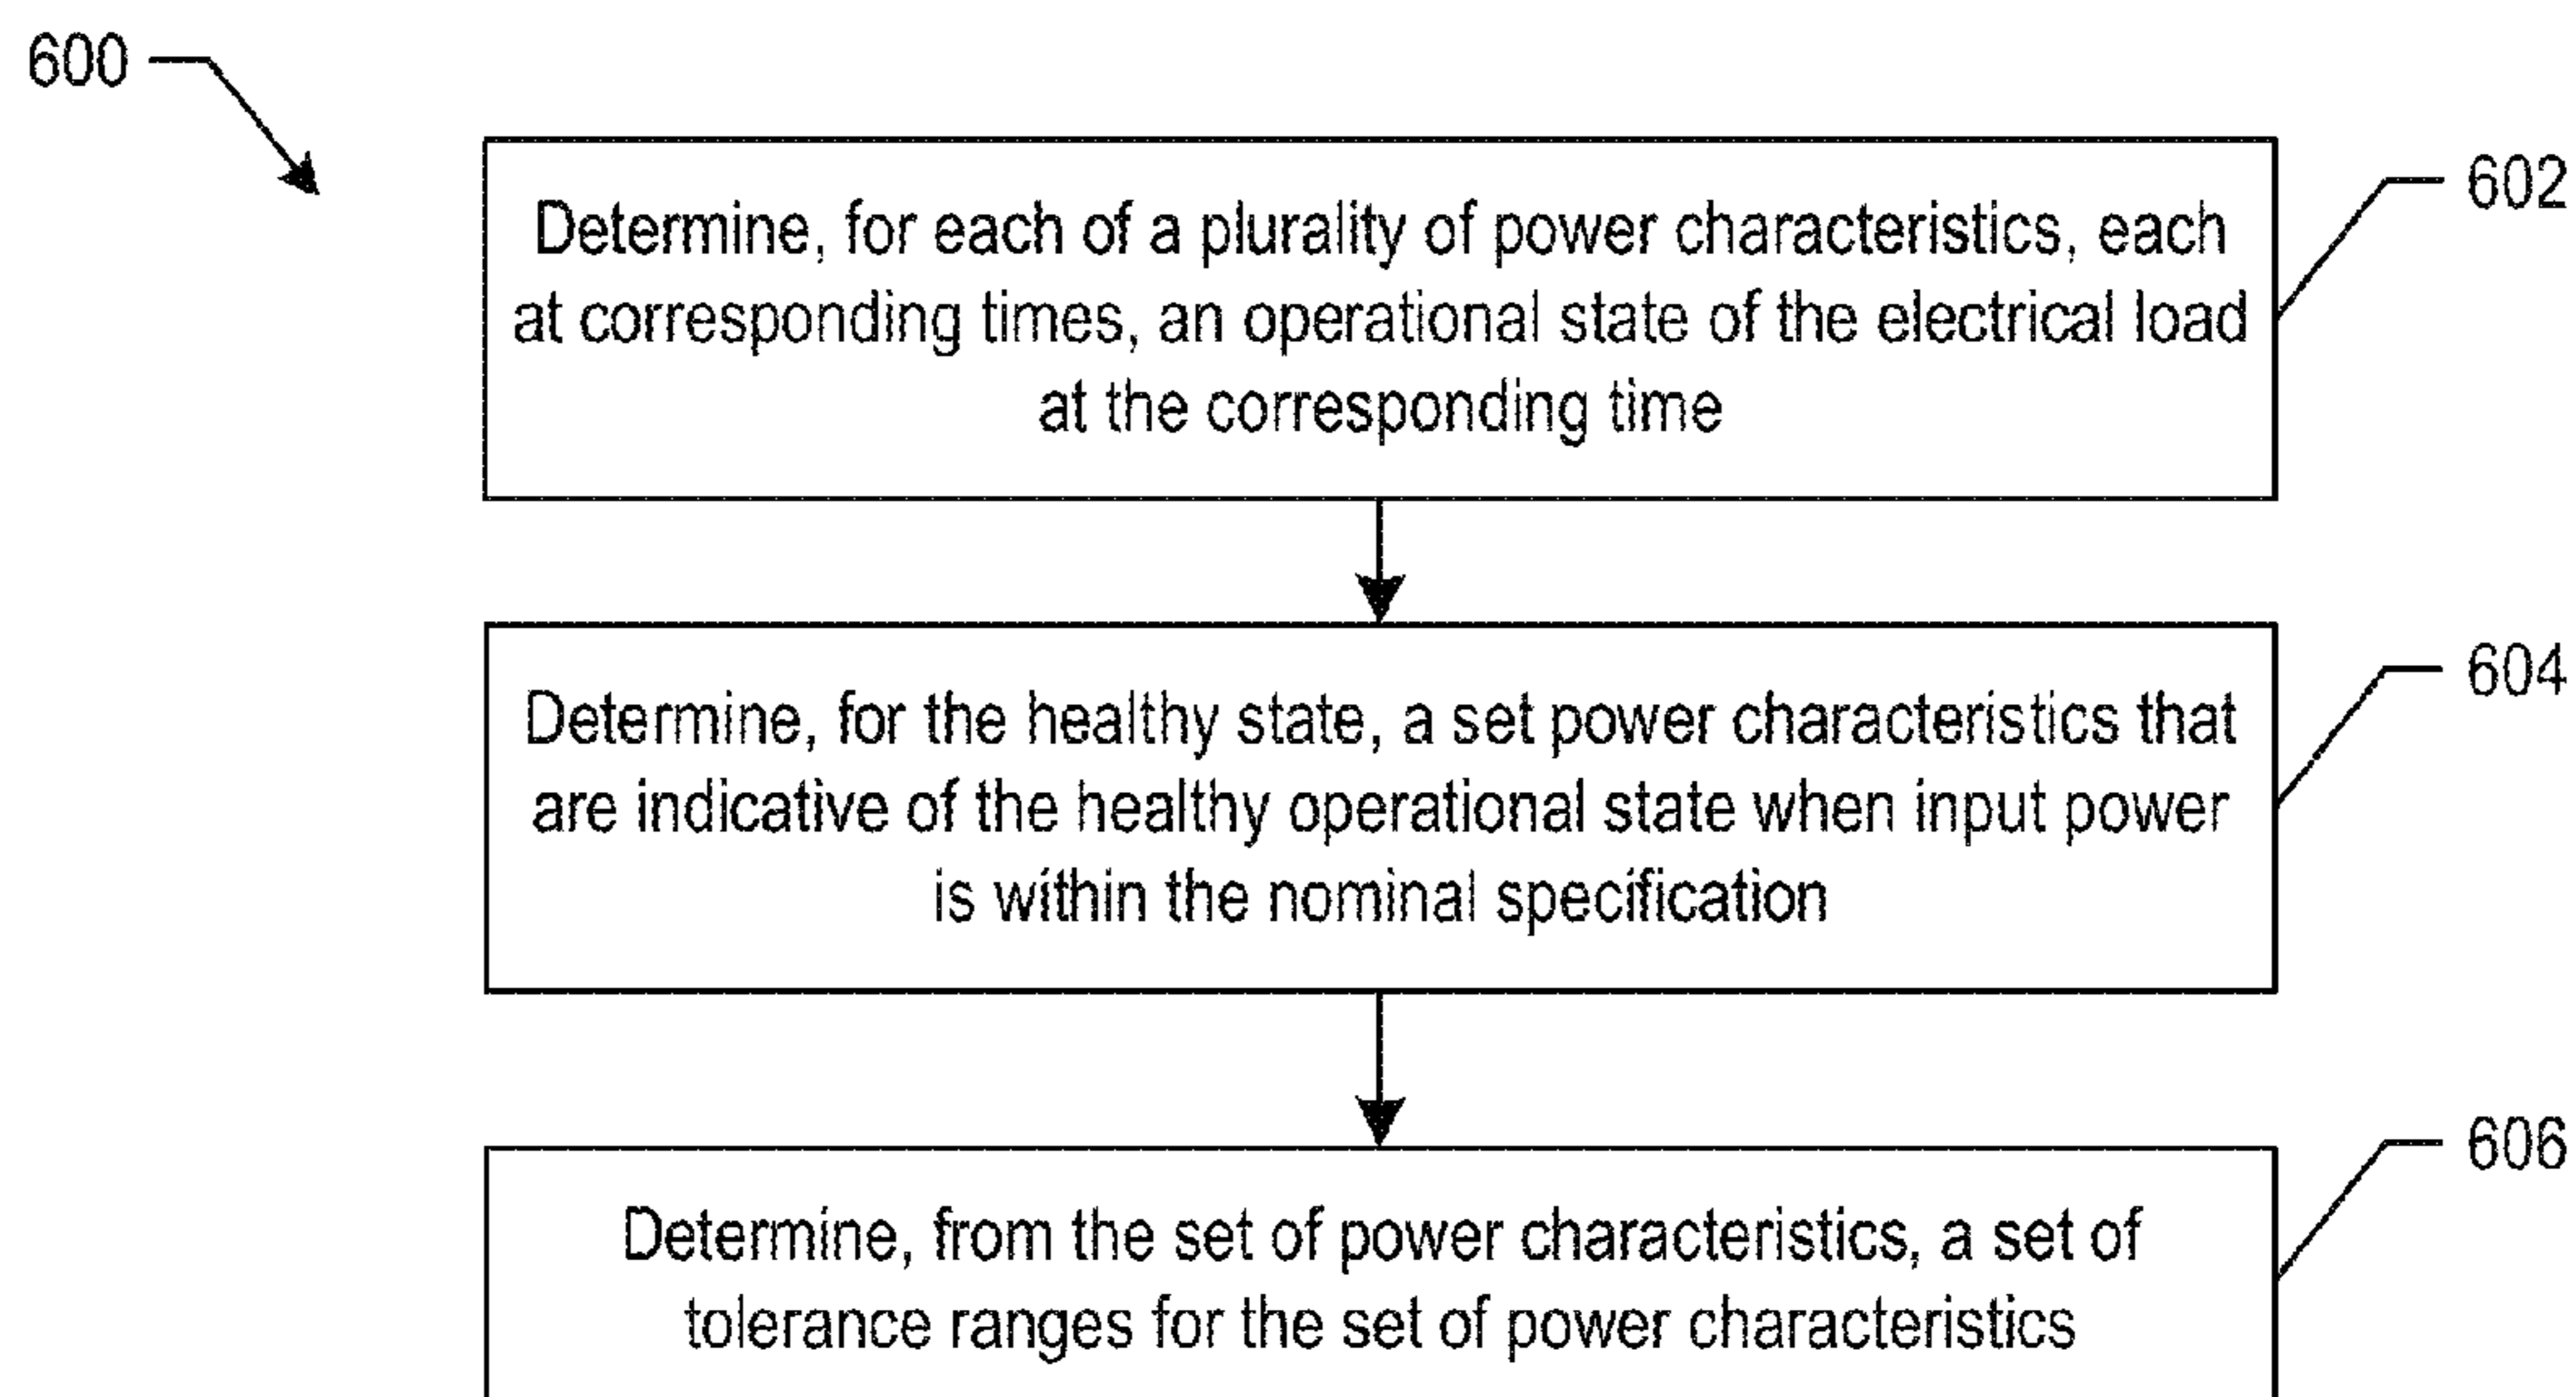 600
602
Determine, for each of a plurality of power characteristics, each
at corresponding times, an operational state of the electrical load
at the corresponding time
604
Determine, for the healthy state, a set power characteristics that
are indicative of the healthy operational state when input power
is within the nominal specification
606
Determine, from the set of power characteristics, a set of
tolerance ranges for the set of power characteristics